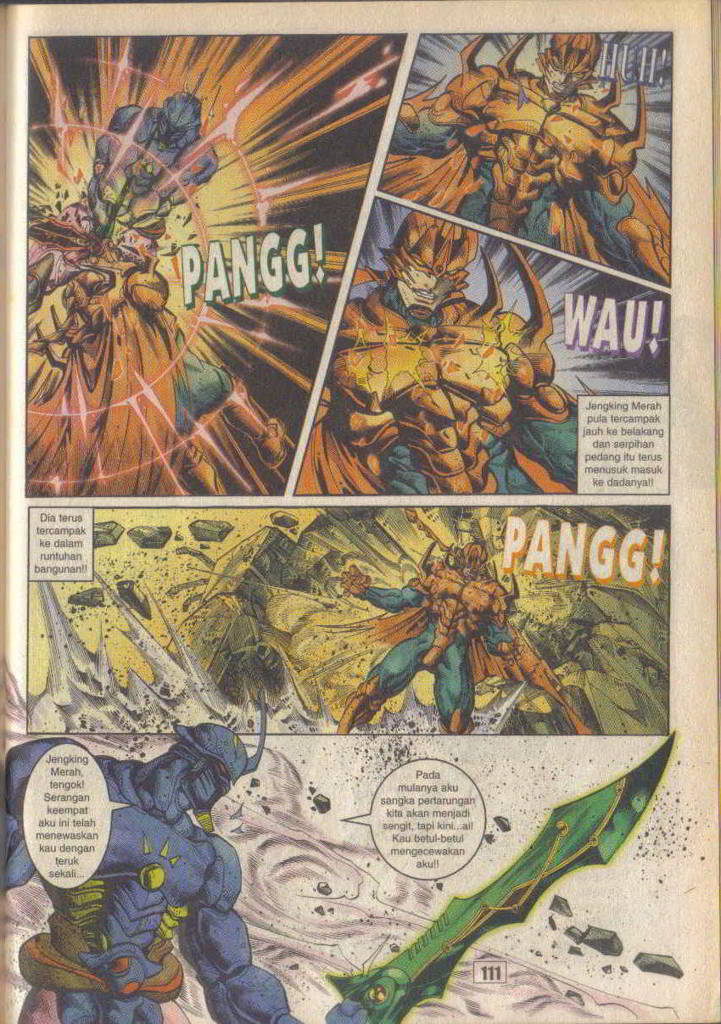 PANGG!
HUH!
WAU!
Jengking Merah
pula tercampak
jauh ke belakang
dan serpihan
pedang itu terus
menusuk masuk
ke dadanya!!
Dia terus
tercampak
ke dalam
runtuhan
bangunan!!
PANGG!
Jengking
Merah,
tengok!
Serangan
keempat
aku ini telah
menewaskan
kau dengan
teruk
sekali...
Pada
mulanya aku
sangka pertarungan
kita akan menjadi
sengit, tapi kini...ai!
Kau betul-betul
mengecewakan
aku!!
111